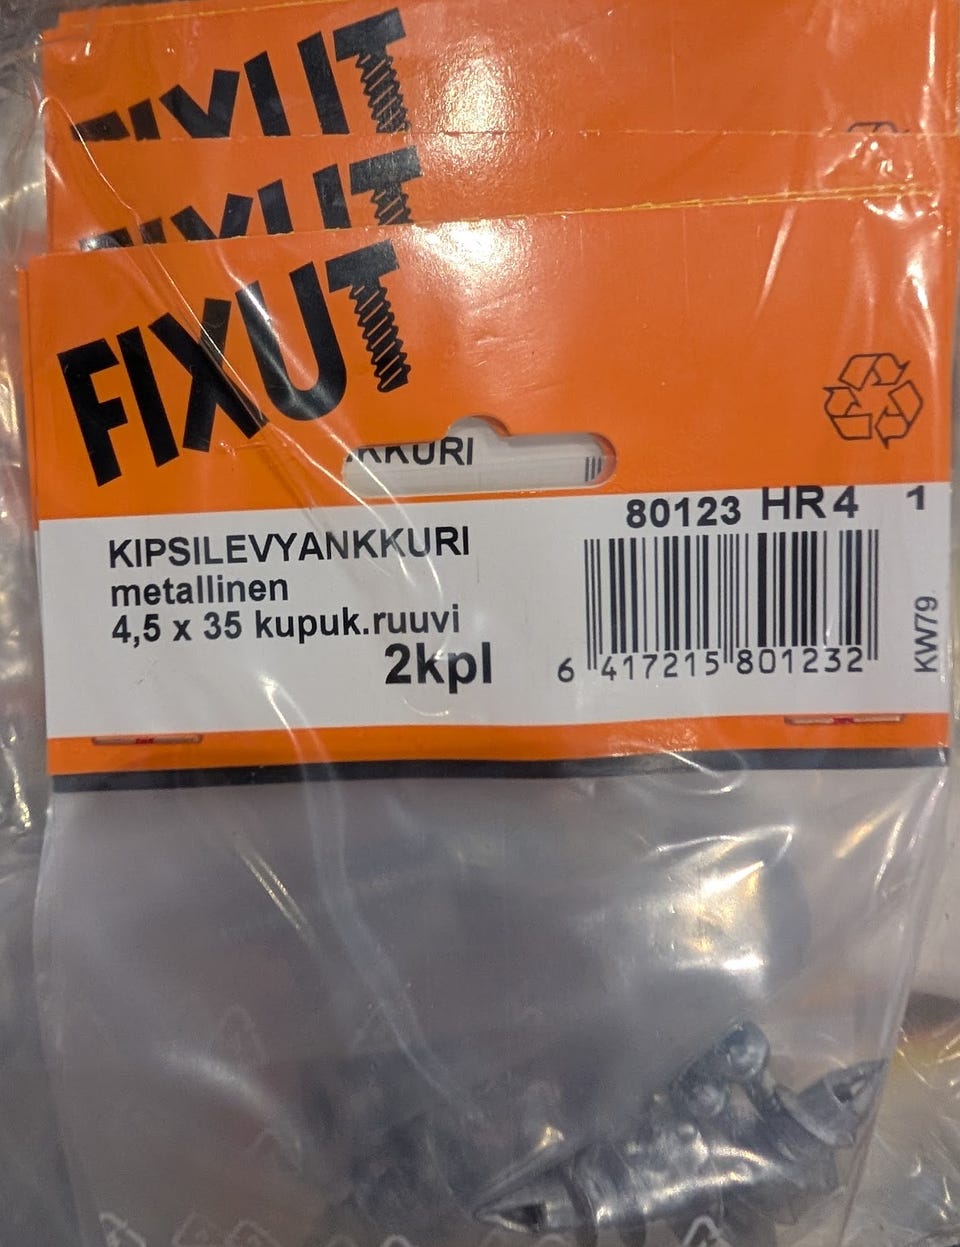 FIXUT
FIXUT
FIXUT
KKURI
80123 HR4 1
KIPSILEVYANKKURI
metallinen
4,5 x 35 kupuk.ruuvi
2kpl
6 417215 801232
KW79